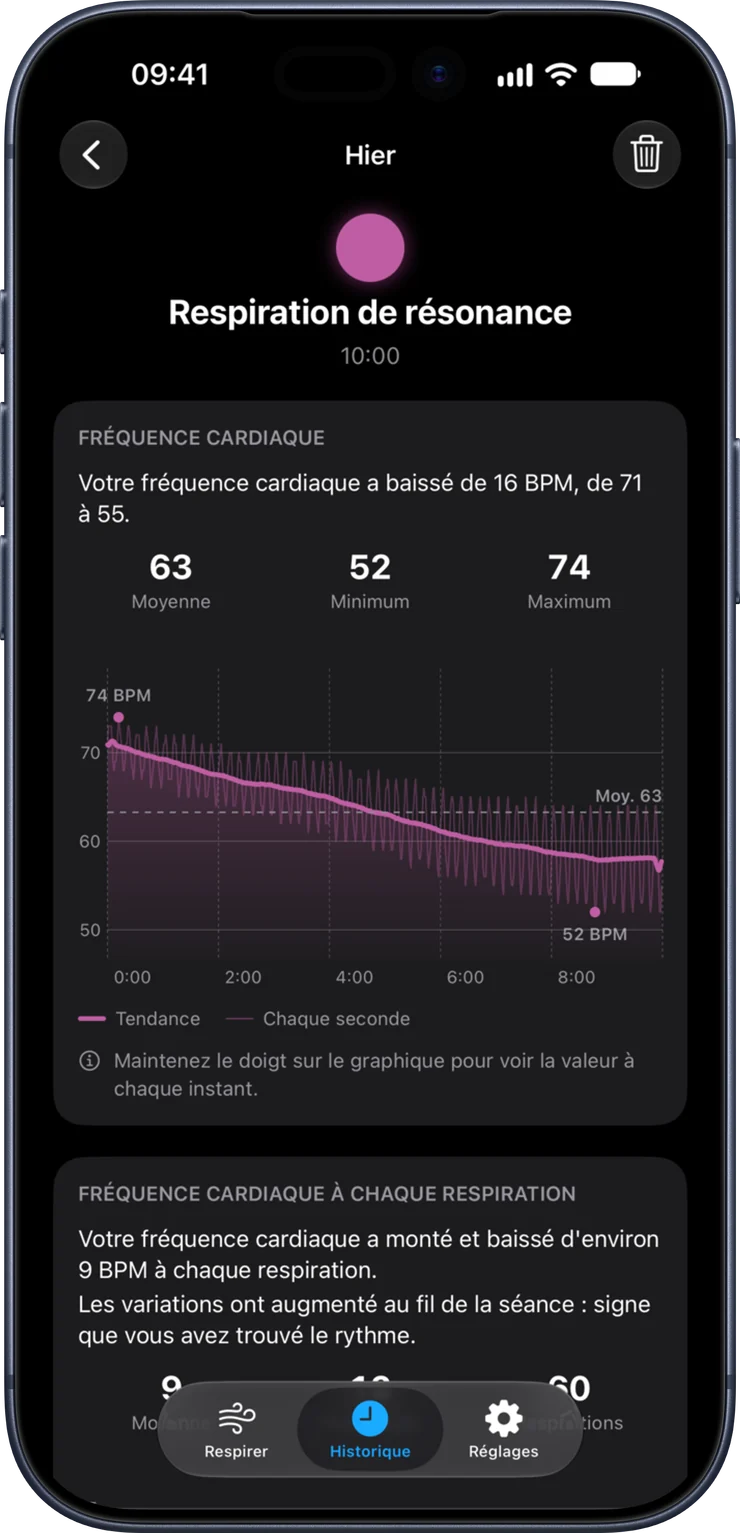 09:41
Hier
Respiration de résonance
10:00
FRÉQUENCE CARDIAQUE
Votre fréquence cardiaque a baissé de 16 BPM, de 71
à 55.
63 52 74
Moyenne Minimum Maximum
74 BPM
70
Moy. 63
60
50
52 BPM
0:00 2:00 4:00 6:00 8:00
Tendance Chaque seconde
Maintenez le doigt sur le graphique pour voir la valeur à
chaque instant.
FRÉQUENCE CARDIAQUE À CHAQUE RESPIRATION
Votre fréquence cardiaque a monté et baissé d'environ
9 BPM à chaque respiration.
Les variations ont augmenté au fil de la séance : signe
que vous avez trouvé le rythme.
9 60
Respirer Historique Réglages